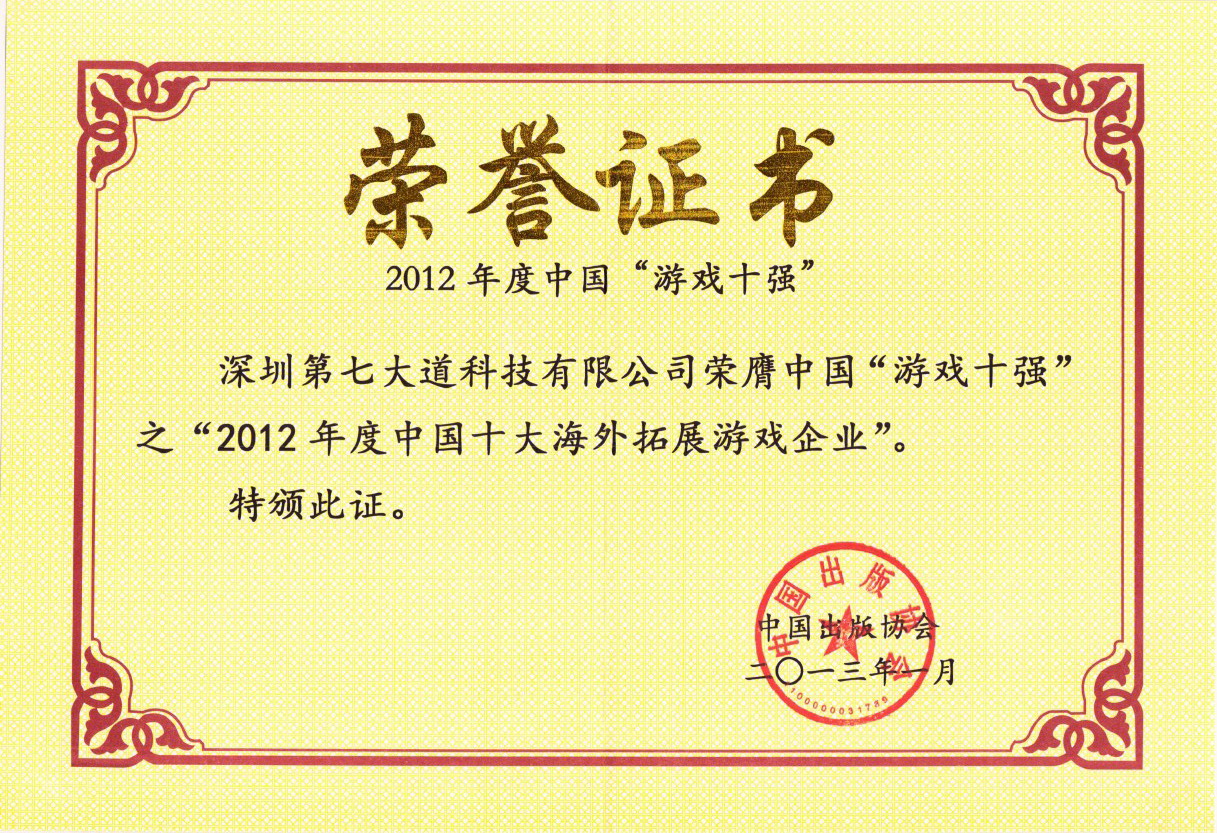 荣誉证书
2012 年度中国“游戏十强”
深圳第七大道科技有限公司荣膺中国“游戏十强”
之“2012 年度中国十大海外拓展游戏企业”。
特颁此证。
中国出版协会
中国出版协会
二〇一三年一月
1100000031789